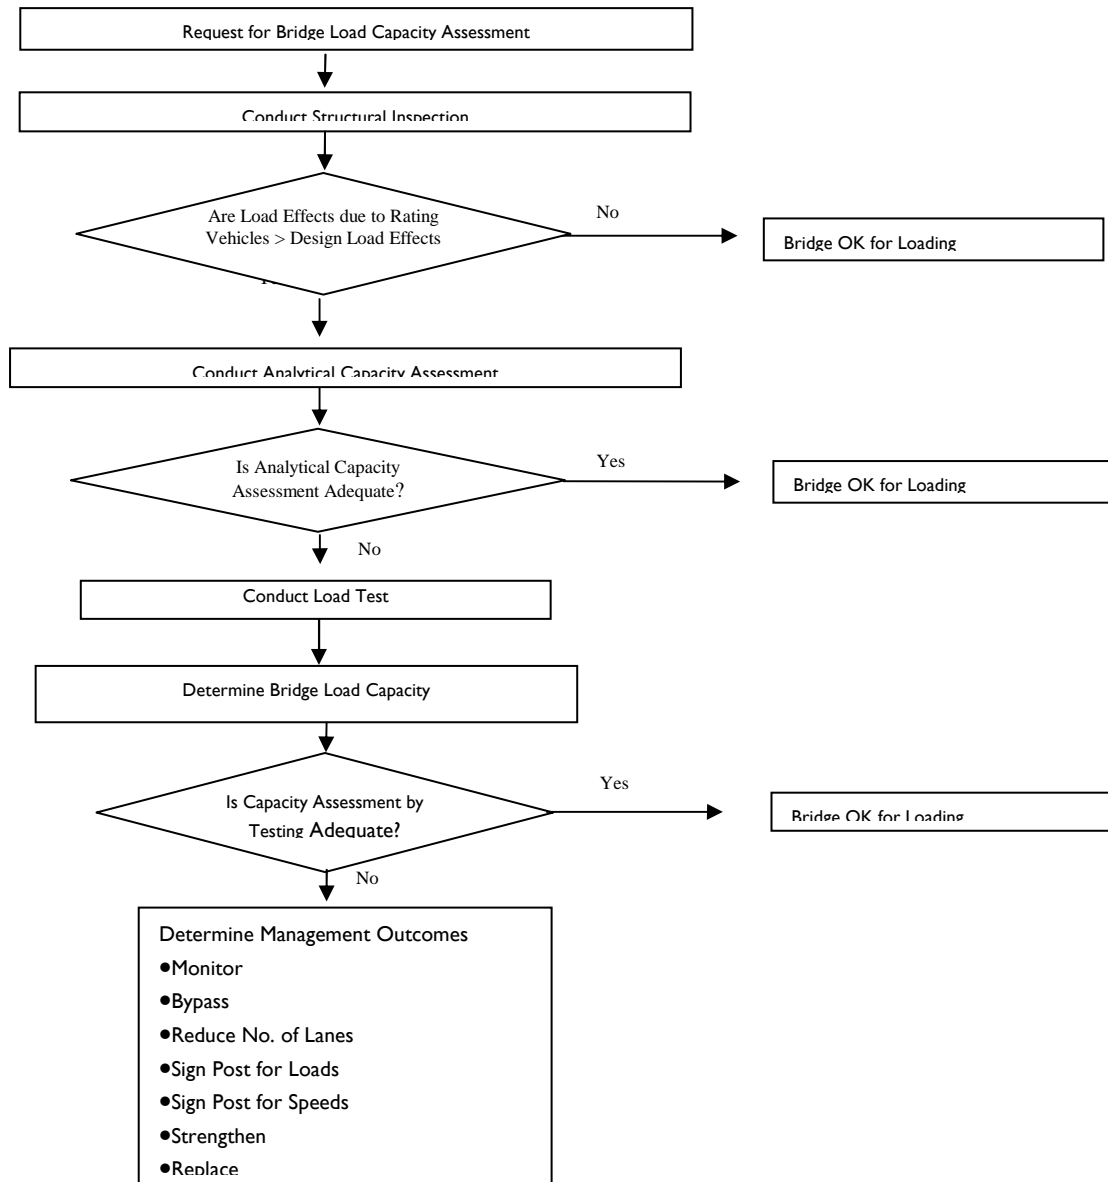 Request for Bridge Load Capacity Assessment
Conduct Structural Inspection
Are Load Effects due to Rating
Vehicles > Design Load Effects
No
Bridge OK for Loading
Conduct Analytical Capacity Assessment
Is Analytical Capacity
Assessment Adequate?
Yes
Bridge OK for Loading
No
Conduct Load Test
Determine Bridge Load Capacity
Is Capacity Assessment by
Testing Adequate?
Yes
Bridge OK for Loading
No
Determine Management Outcomes
●Monitor
●Bypass
●Reduce No. of Lanes
●Sign Post for Loads
●Sign Post for Speeds
●Strengthen
●Replace